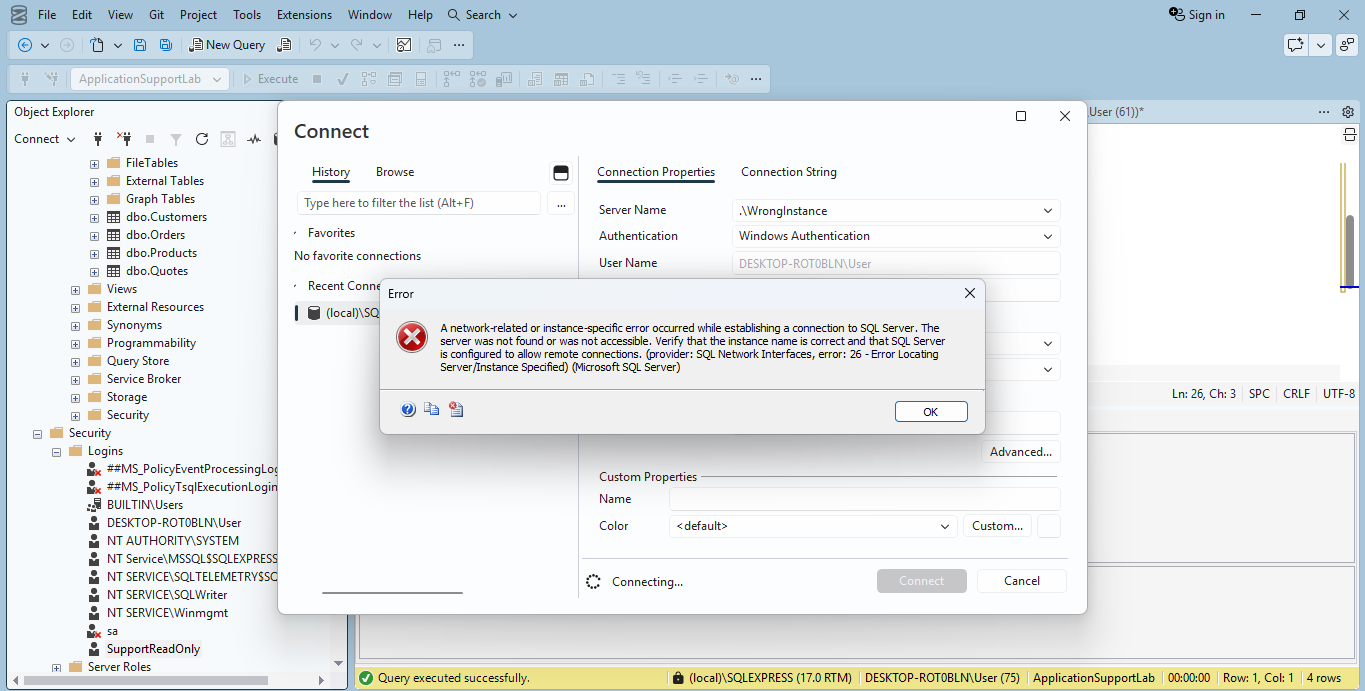 File Edit View Git Project Tools Extensions Window Help Search Sign in
New Query
ApplicationSupportLab Execute
Object Explorer
User (61))*
Connect
FileTables
External Tables
Graph Tables
dbo.Customers
dbo.Orders
dbo.Products
dbo.Quotes
Views
External Resources
Synonyms
Programmability
Query Store
Service Broker
Storage
Security
Security
Logins
##MS_PolicyEventProcessingLog
##MS_PolicyTsqlExecutionLogin
BUILTIN\Users
DESKTOP-ROT0BLN\User
NT AUTHORITY\SYSTEM
NT Service\MSSQL$SQLEXPRESS
NT SERVICE\SQLTELEMETRY$SQ
NT SERVICE\SQLWriter
NT SERVICE\Winmgmt
sa
SupportReadOnly
Server Roles
Connect
History Browse
Type here to filter the list (Alt+F) ...
Favorites
No favorite connections
Recent Conne
(local)\SQ
Connection Properties Connection String
Server Name .\WrongInstance
Authentication Windows Authentication
User Name DESKTOP-ROT0BLN\User
Error
A network-related or instance-specific error occurred while establishing a connection to SQL Server. The
server was not found or was not accessible. Verify that the instance name is correct and that SQL Server
is configured to allow remote connections. (provider: SQL Network Interfaces, error: 26 - Error Locating
Server/Instance Specified) (Microsoft SQL Server)
OK
Advanced...
Custom Properties
Name
Color <default> Custom...
Connecting... Connect Cancel
Ln: 26, Ch: 3 SPC CRLF UTF-8
Query executed successfully. (local)\SQLEXPRESS (17.0 RTM) DESKTOP-ROT0BLN\User (75) ApplicationSupportLab 00:00:00 Row: 1, Col: 1 4 rows